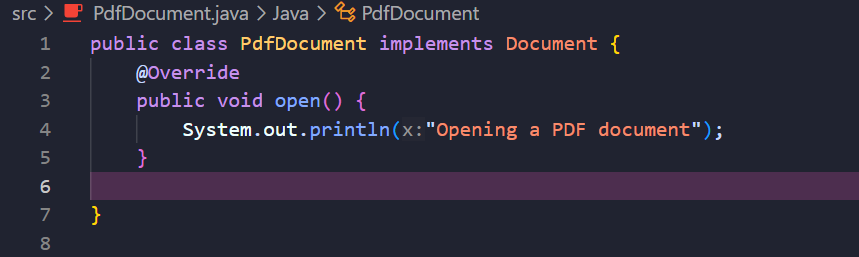 src > PdfDocument.java > Java > PdfDocument
1 public class PdfDocument implements Document {
2 @Override
3 public void open() {
4 System.out.println(x:"Opening a PDF document");
5 }
6
7 }
8